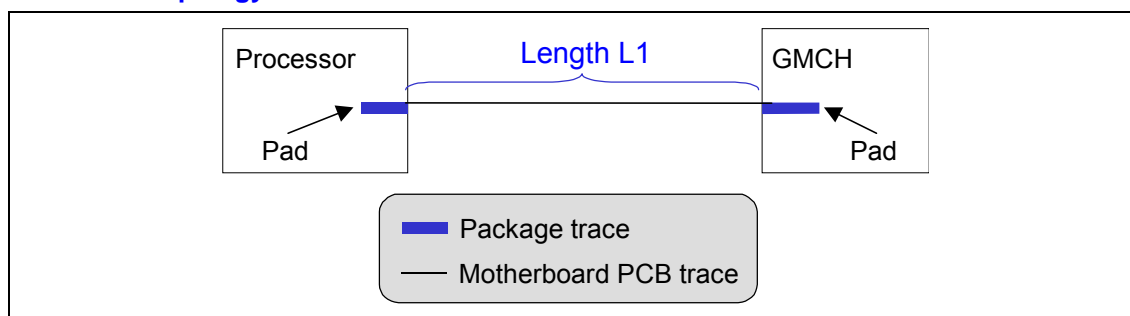 Processor
Length L1
GMCH
Pad
Pad
Package trace
Motherboard PCB trace